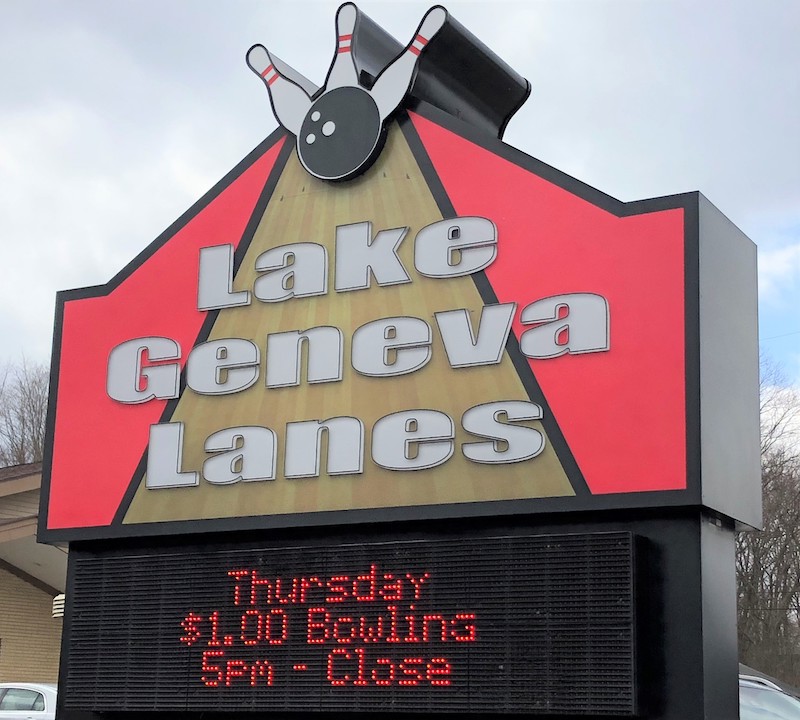 Lake
Geneva
Lanes
Thursday
$1.00 Bowling
5pm - Close